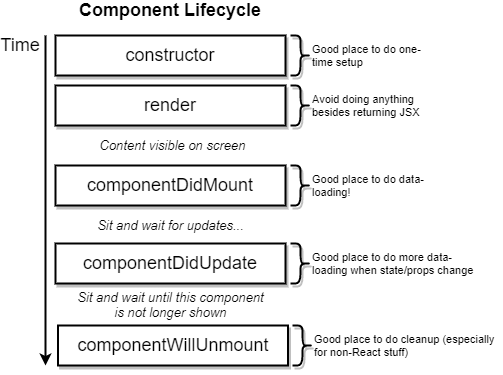 Component Lifecycle
Time
constructor
Good place to do one-
time setup
render
Avoid doing anything
besides returning JSX
Content visible on screen
componentDidMount
Good place to do data-
loading!
Sit and wait for updates...
componentDidUpdate
Good place to do more data-
loading when state/props change
Sit and wait until this component
is not longer shown
componentWillUnmount
Good place to do cleanup (especially
for non-React stuff)